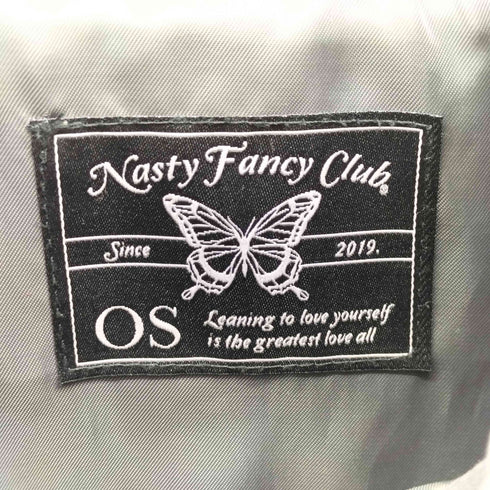 Nasty Fancy Club®
Since 2019.
OS
Leaning to love yourself
is the greatest love all